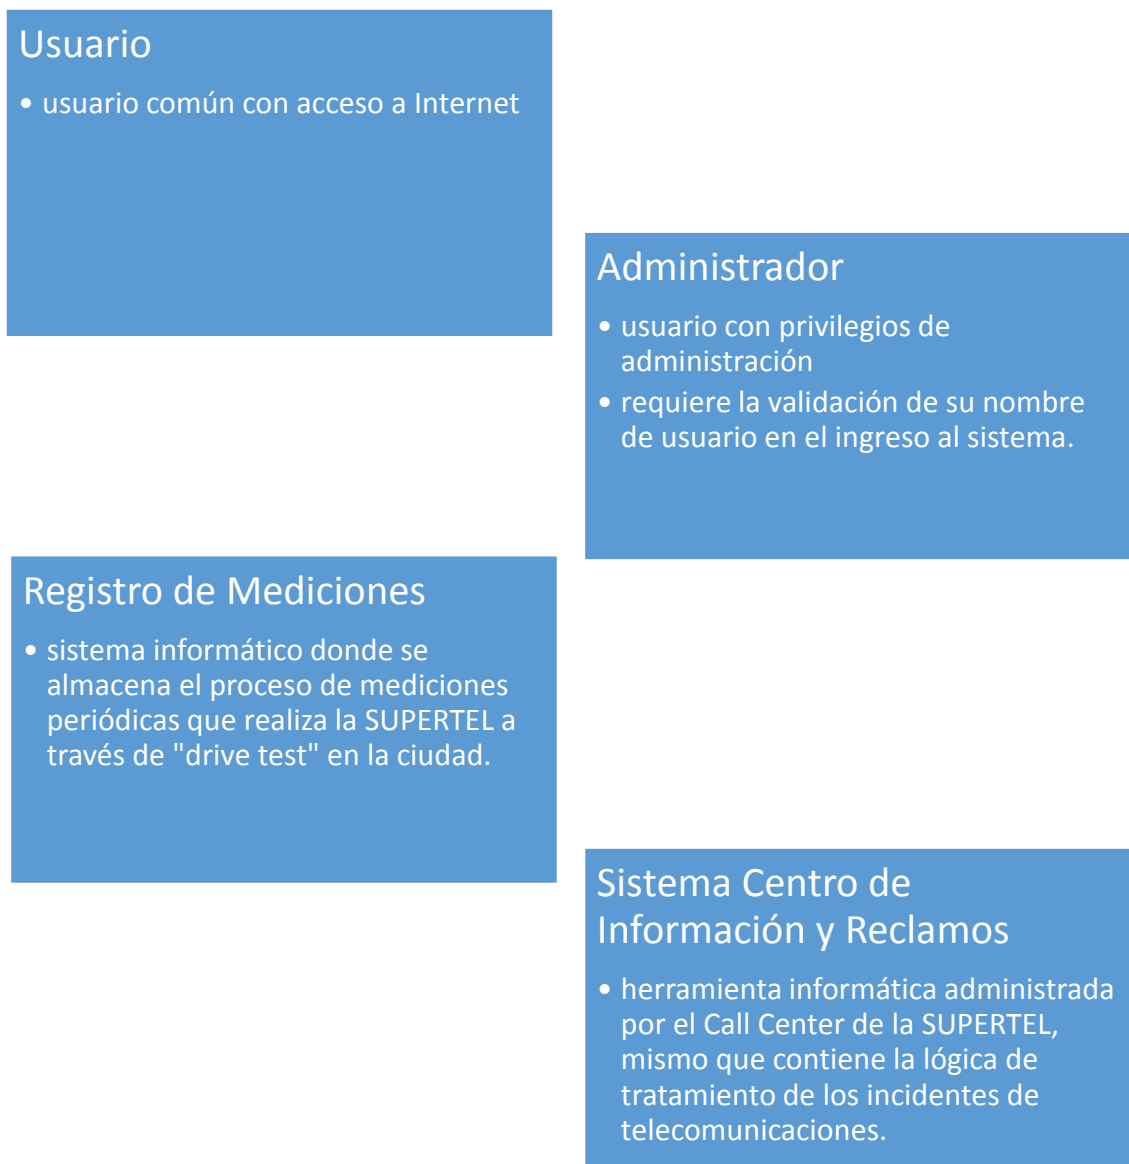 Usuario
• usuario común con acceso a Internet
Administrador
• usuario con privilegios de
administración
• requiere la validación de su nombre
de usuario en el ingreso al sistema.
Registro de Mediciones
• sistema informático donde se
almacena el proceso de mediciones
periódicas que realiza la SUPERTEL a
través de "drive test" en la ciudad.
Sistema Centro de
Información y Reclamos
• herramienta informática administrada
por el Call Center de la SUPERTEL,
mismo que contiene la lógica de
tratamiento de los incidentes de
telecomunicaciones.